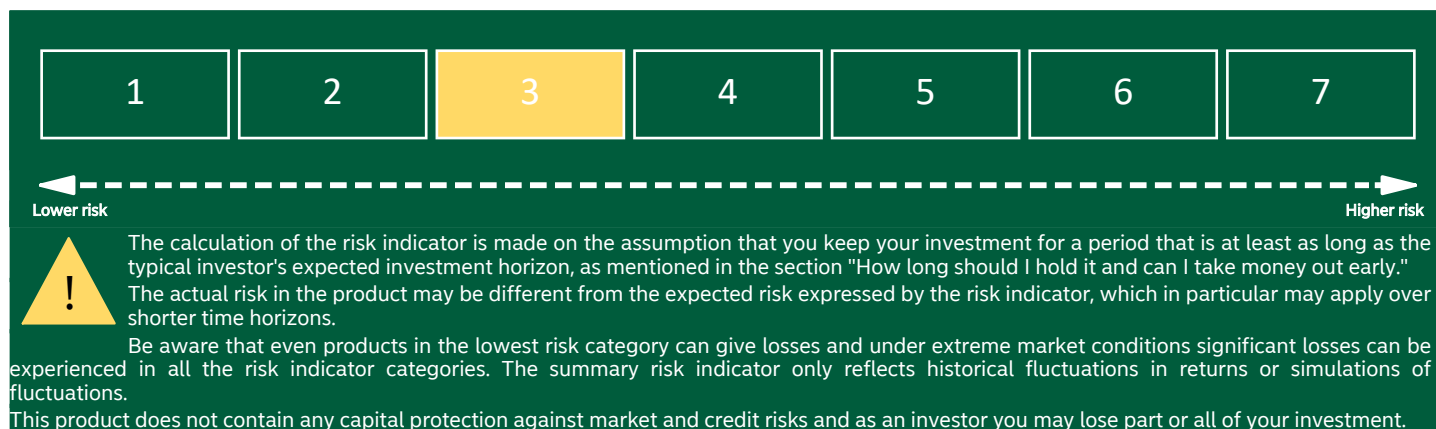 1 2 3 4 5 6 7
Lower risk Higher risk
The calculation of the risk indicator is made on the assumption that you keep your investment for a period that is at least as long as the
typical investor's expected investment horizon, as mentioned in the section "How long should I hold it and can I take money out early."
!
The actual risk in the product may be different from the expected risk expressed by the risk indicator, which in particular may apply over
shorter time horizons.
Be aware that even products in the lowest risk category can give losses and under extreme market conditions significant losses can be
experienced in all the risk indicator categories. The summary risk indicator only reflects historical fluctuations in returns or simulations of
fluctuations.
This product does not contain any capital protection against market and credit risks and as an investor you may lose part or all of your investment.